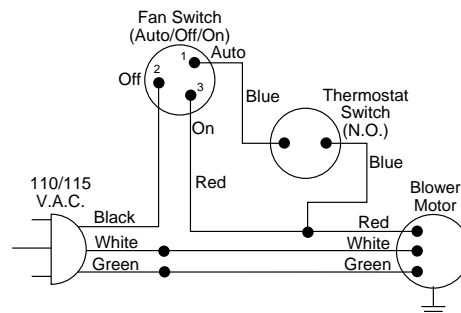 Fan Switch
(Auto/Off/On)
1
Auto
Off
2
3
On
Blue
Thermostat
Switch
(N.O.)
Blue
Red
110/115
V.A.C.
Blower
Motor
Black
Red
White
White
Green
Green